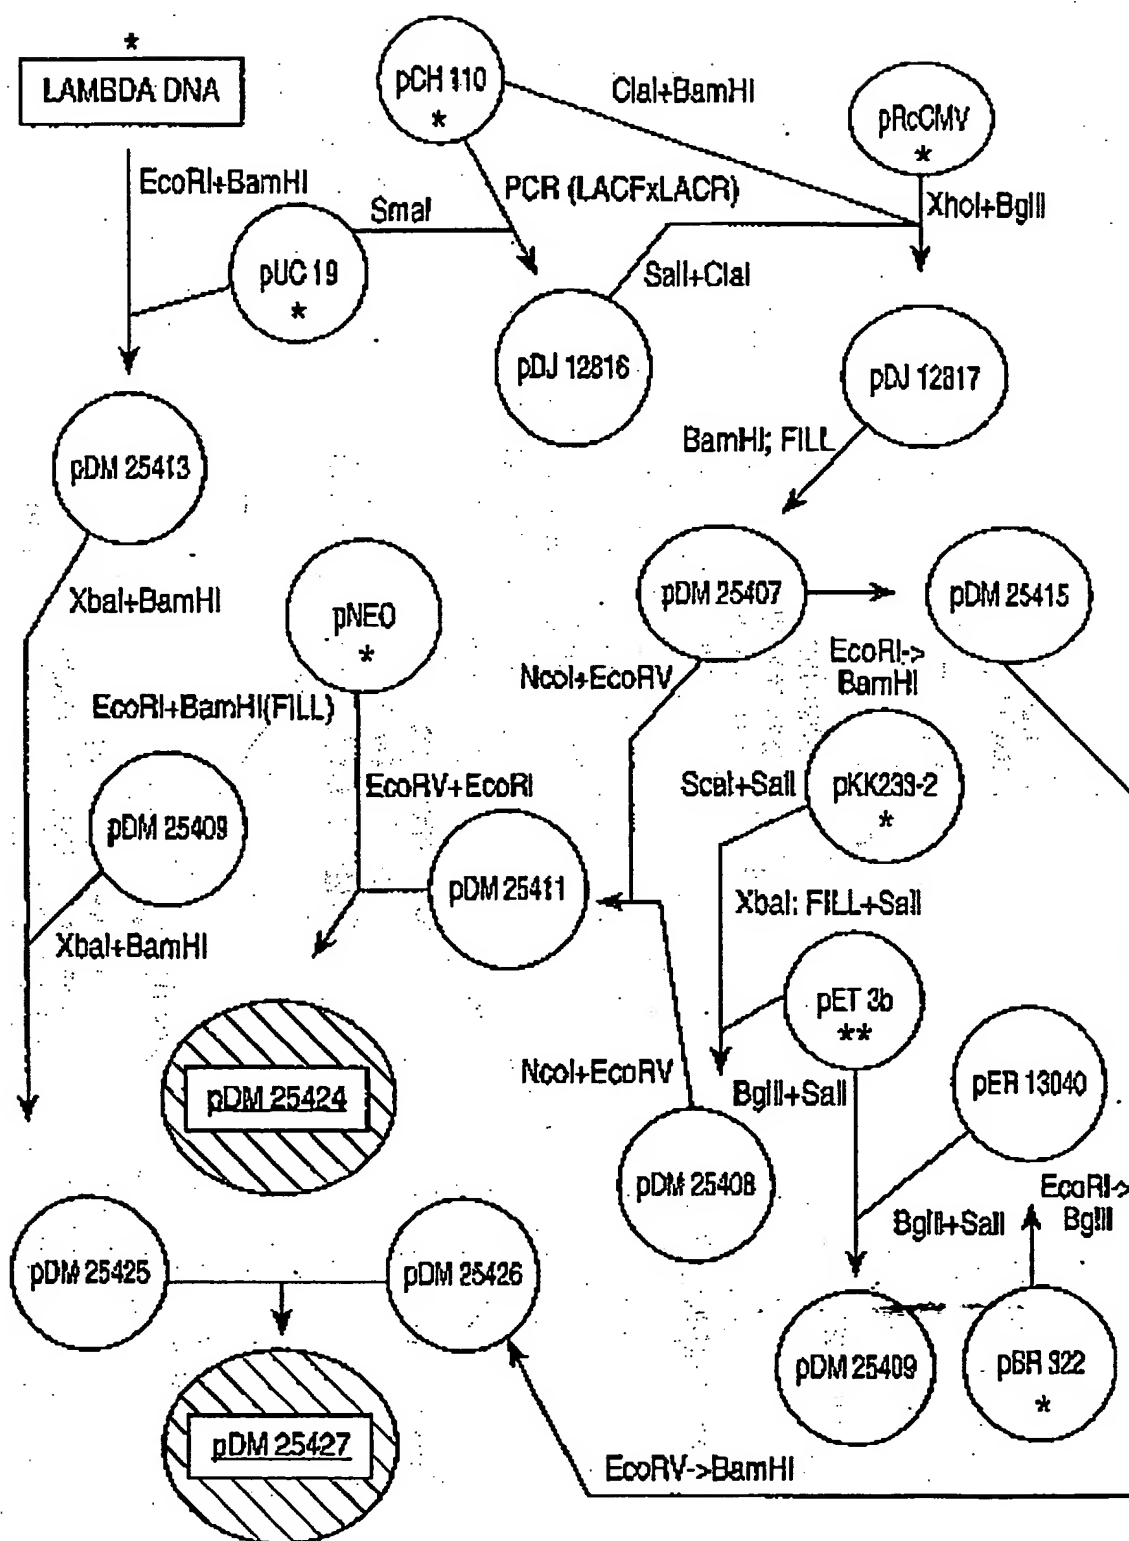 *
LAMBDA DNA
pCH 110
*
ClaI+BamHI
pRcCMV
*
EcoRI+BamHI
SmaI
PCR (LACFxLACR)
XhoI+BglII
pUC 19
*
SalI+ClaI
pDJ 12816
pDJ 12817
BamHI; FILL
pDM 25413
XbaI+BamHI
pNEO
*
pDM 25407
pDM 25415
NcoI+EcoRV
EcoRI->
BamHI
EcoRI+BamHI(FILL)
EcoRV+EcoRI
ScaI+SalI
pKK233-2
*
pDM 25409
pDM 25411
XbaI: FILL+SalI
XbaI+BamHI
pET 3b
**
pDM 25424
NcoI+EcoRV
BglII+SalI
pER 13040
pDM 25408
EcoRI->
BglII
BglII+SalI
pDM 25425
pDM 25426
pDM 25409
pBR 322
*
pDM 25427
EcoRV->BamHI